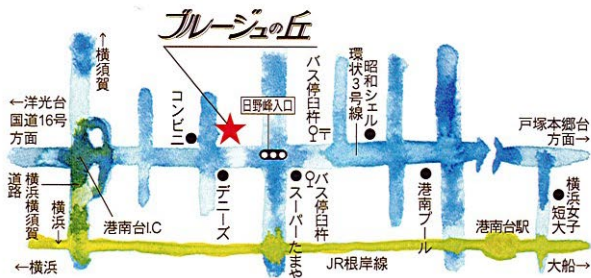 ブルージュの丘
↑横須賀
←洋光台
国道16号
方面
コンビニ
日野峰入口
バス停臼杵
〒
環状3号線
昭和シェル
戸塚本郷台
方面→
横浜横須賀
道路
港南台I.C
横浜↓
デニーズ
スーパーたまや
バス停臼杵
港南プール
港南台駅
横浜女子
短大
←横浜
JR根岸線
大船→